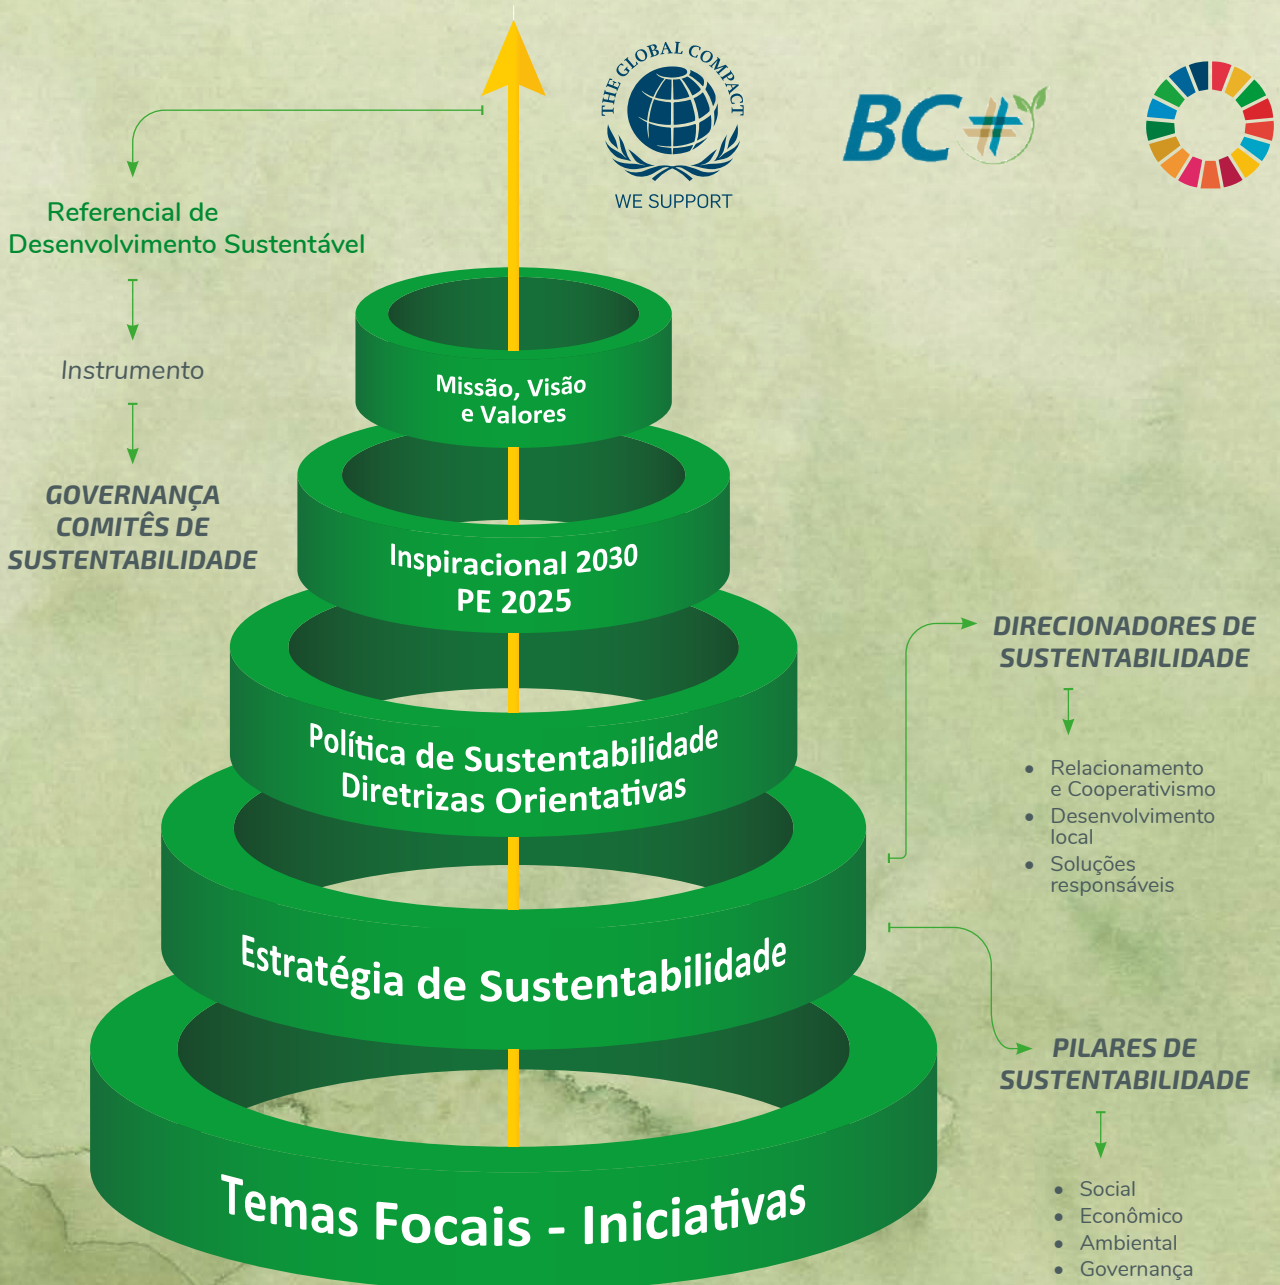 THE GLOBAL COMPACT
WE SUPPORT
BC#
Referencial de
Desenvolvimento Sustentável
Instrumento
GOVERNANÇA
COMITÊS DE
SUSTENTABILIDADE
Missão, Visão
e Valores
Inspiracional 2030
PE 2025
Política de Sustentabilidade
Diretrizas Orientativas
Estratégia de Sustentabilidade
Temas Focais - Iniciativas
DIRECIONADORES DE
SUSTENTABILIDADE
• Relacionamento
e Cooperativismo
• Desenvolvimento
local
• Soluções
responsáveis
PILARES DE
SUSTENTABILIDADE
• Social
• Econômico
• Ambiental
• Governança